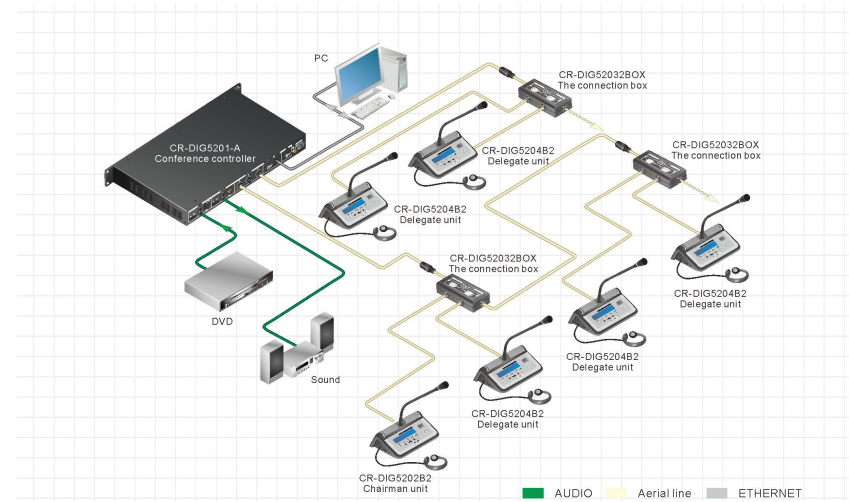 PC
CR-DIG52032BOX
The connection box
CR-DIG5201-A
Conference controller
CR-DIG5204B2
Delegate unit
CR-DIG52032BOX
The connection box
CR-DIG5204B2
Delegate unit
CR-DIG52032BOX
The connection box
CR-DIG5204B2
Delegate unit
DVD
CR-DIG5204B2
Delegate unit
Sound
CR-DIG5204B2
Delegate unit
CR-DIG5202B2
Chairman unit
AUDIO
Aerial line
ETHERNET